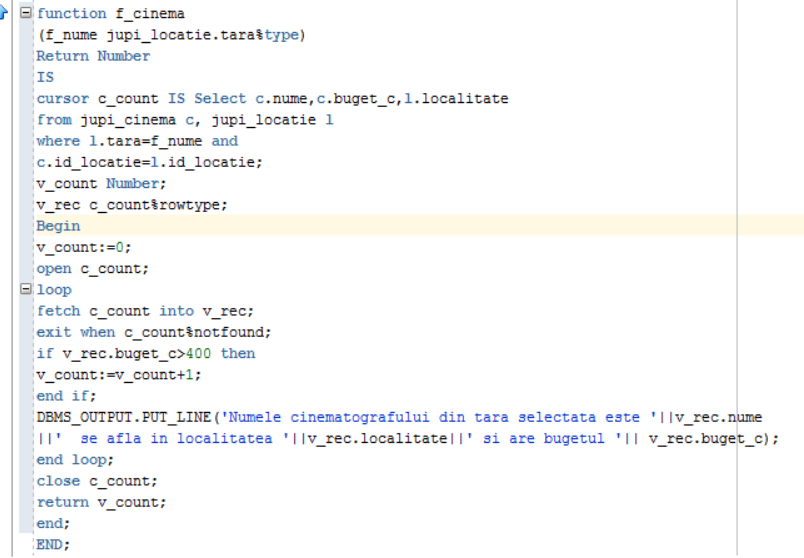 function f_cinema
(f_nume jupi_locatie.tara%type)
Return Number
IS
cursor c_count IS Select c.nume,c.buget_c,l.localitate
from jupi_cinema c, jupi_locatie l
where l.tara=f_nume and
c.id_locatie=l.id_locatie;
v_count Number;
v_rec c_count%rowtype;
Begin
v_count:=0;
open c_count;
loop
fetch c_count into v_rec;
exit when c_count%notfound;
if v_rec.buget_c>400 then
v_count:=v_count+1;
end if;
DBMS_OUTPUT.PUT_LINE('Numele cinematografului din tara selectata este '||v_rec.nume
||'  se afla in localitatea '||v_rec.localitate||' si are bugetul '|| v_rec.buget_c);
end loop;
close c_count;
return v_count;
end;
END;